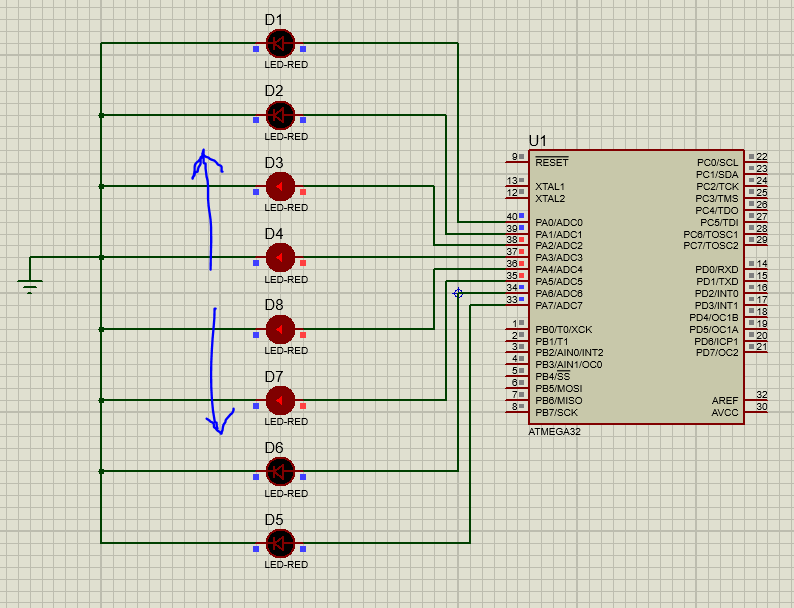 D1
LED-RED
D2
LED-RED
D3
LED-RED
D4
LED-RED
D8
LED-RED
D7
LED-RED
D6
LED-RED
D5
LED-RED
U1
9 RESET PC0/SCL 22
PC1/SDA 23
13 XTAL1 PC2/TCK 24
12 XTAL2 PC3/TMS 25
PC4/TDO 26
40 PA0/ADC0 PC5/TDI 27
39 PA1/ADC1 PC6/TOSC1 28
38 PA2/ADC2 PC7/TOSC2 29
37 PA3/ADC3
36 PA4/ADC4 PD0/RXD 14
35 PA5/ADC5 PD1/TXD 15
34 PA6/ADC6 PD2/INT0 16
33 PA7/ADC7 PD3/INT1 17
PD4/OC1B 18
1 PB0/T0/XCK PD5/OC1A 19
2 PB1/T1 PD6/ICP1 20
3 PB2/AIN0/INT2 PD7/OC2 21
4 PB3/AIN1/OC0
5 PB4/SS
6 PB5/MOSI
7 PB6/MISO AREF 32
8 PB7/SCK AVCC 30
ATMEGA32